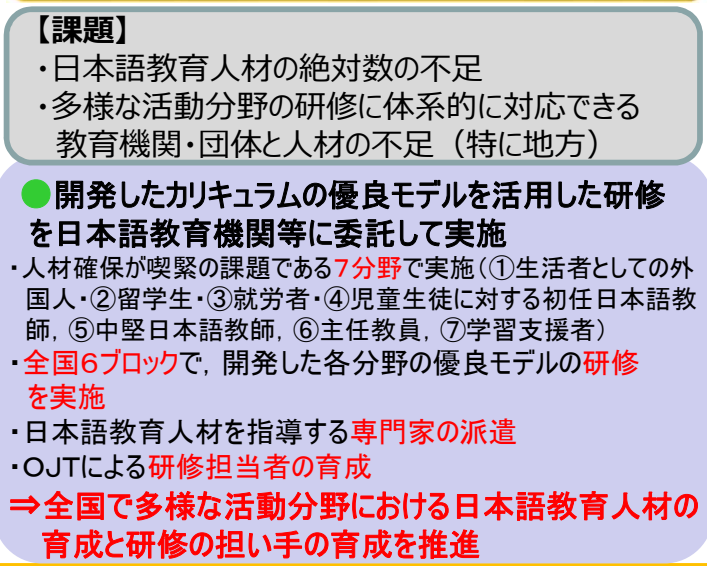 【課題】
・日本語教育人材の絶対数の不足
・多様な活動分野の研修に体系的に対応できる
教育機関・団体と人材の不足（特に地方）
●開発したカリキュラムの優良モデルを活用した研修
を日本語教育機関等に委託して実施
・人材確保が喫緊の課題である７分野で実施（①生活者としての外
国人・②留学生・③就労者・④児童生徒に対する初任日本語教
師，⑤中堅日本語教師，⑥主任教員，⑦学習支援者）
・全国６ブロックで，開発した各分野の優良モデルの研修
を実施
・日本語教育人材を指導する専門家の派遣
・ＯＪＴによる研修担当者の育成
⇒全国で多様な活動分野における日本語教育人材の
育成と研修の担い手の育成を推進